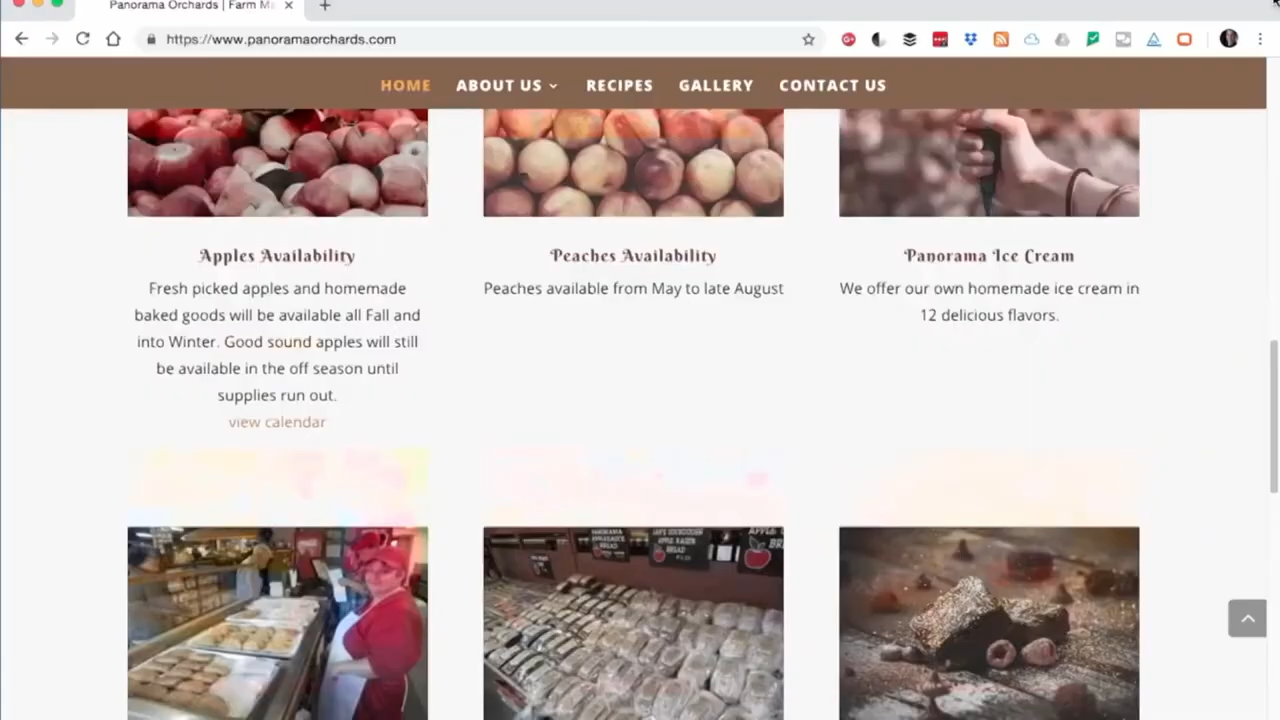 Panorama Orchards | Farm Ma
https://www.panoramaorchards.com
HOME
ABOUT US
RECIPES
GALLERY
CONTACT US
Apples Availability
Fresh picked apples and homemade
baked goods will be available all Fall and
into Winter. Good sound apples will still
be available in the off season until
supplies run out.
view calendar
Peaches Availability
Peaches available from May to late August
Panorama Ice Cream
We offer our own homemade ice cream in
12 delicious flavors.